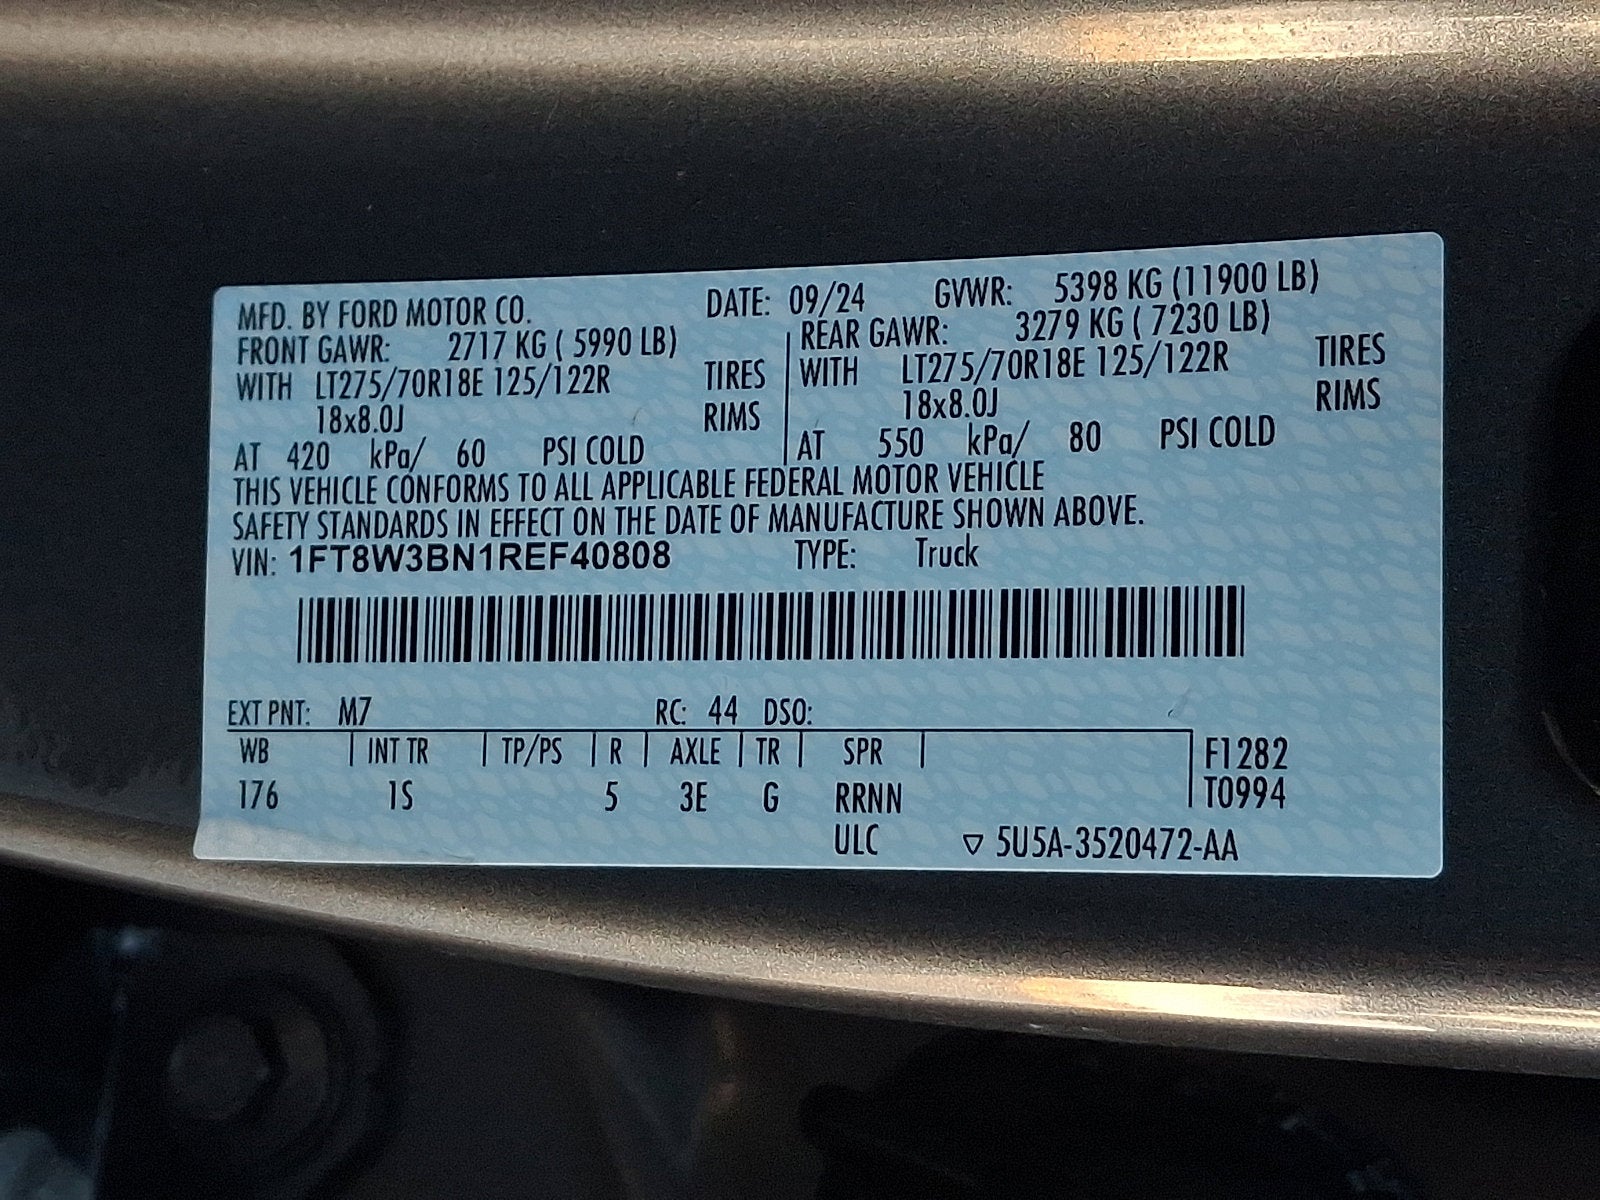 MFD. BY FORD MOTOR CO. DATE: 09/24 GVWR: 5398 KG (11900 LB)
FRONT GAWR: 2717 KG ( 5990 LB) REAR GAWR: 3279 KG ( 7230 LB)
WITH LT275/70R18E 125/122R TIRES WITH LT275/70R18E 125/122R TIRES
18x8.0J RIMS 18x8.0J RIMS
AT 420 kPa/ 60 PSI COLD AT 550 kPa/ 80 PSI COLD
THIS VEHICLE CONFORMS TO ALL APPLICABLE FEDERAL MOTOR VEHICLE
SAFETY STANDARDS IN EFFECT ON THE DATE OF MANUFACTURE SHOWN ABOVE.
VIN: 1FT8W3BN1REF40808 TYPE: Truck
EXT PNT: M7 RC: 44 DSO:
WB INT TR TP/PS R AXLE TR SPR F1282
176 1S 5 3E G RRNN T0994
ULC ▽ 5U5A-3520472-AA